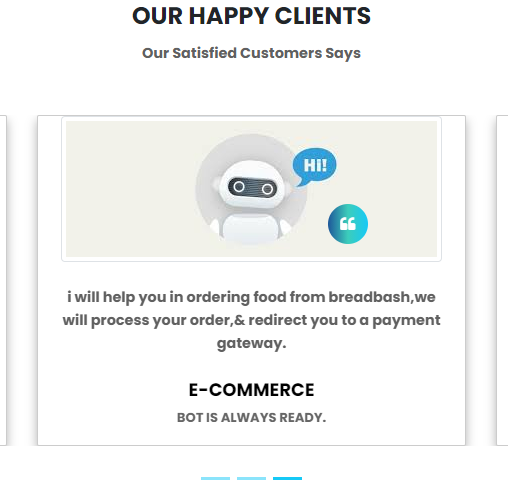 OUR HAPPY CLIENTS
Our Satisfied Customers Says
Hi!
i will help you in ordering food from breadbash,we
will process your order,& redirect you to a payment
gateway.
E-COMMERCE
BOT IS ALWAYS READY.